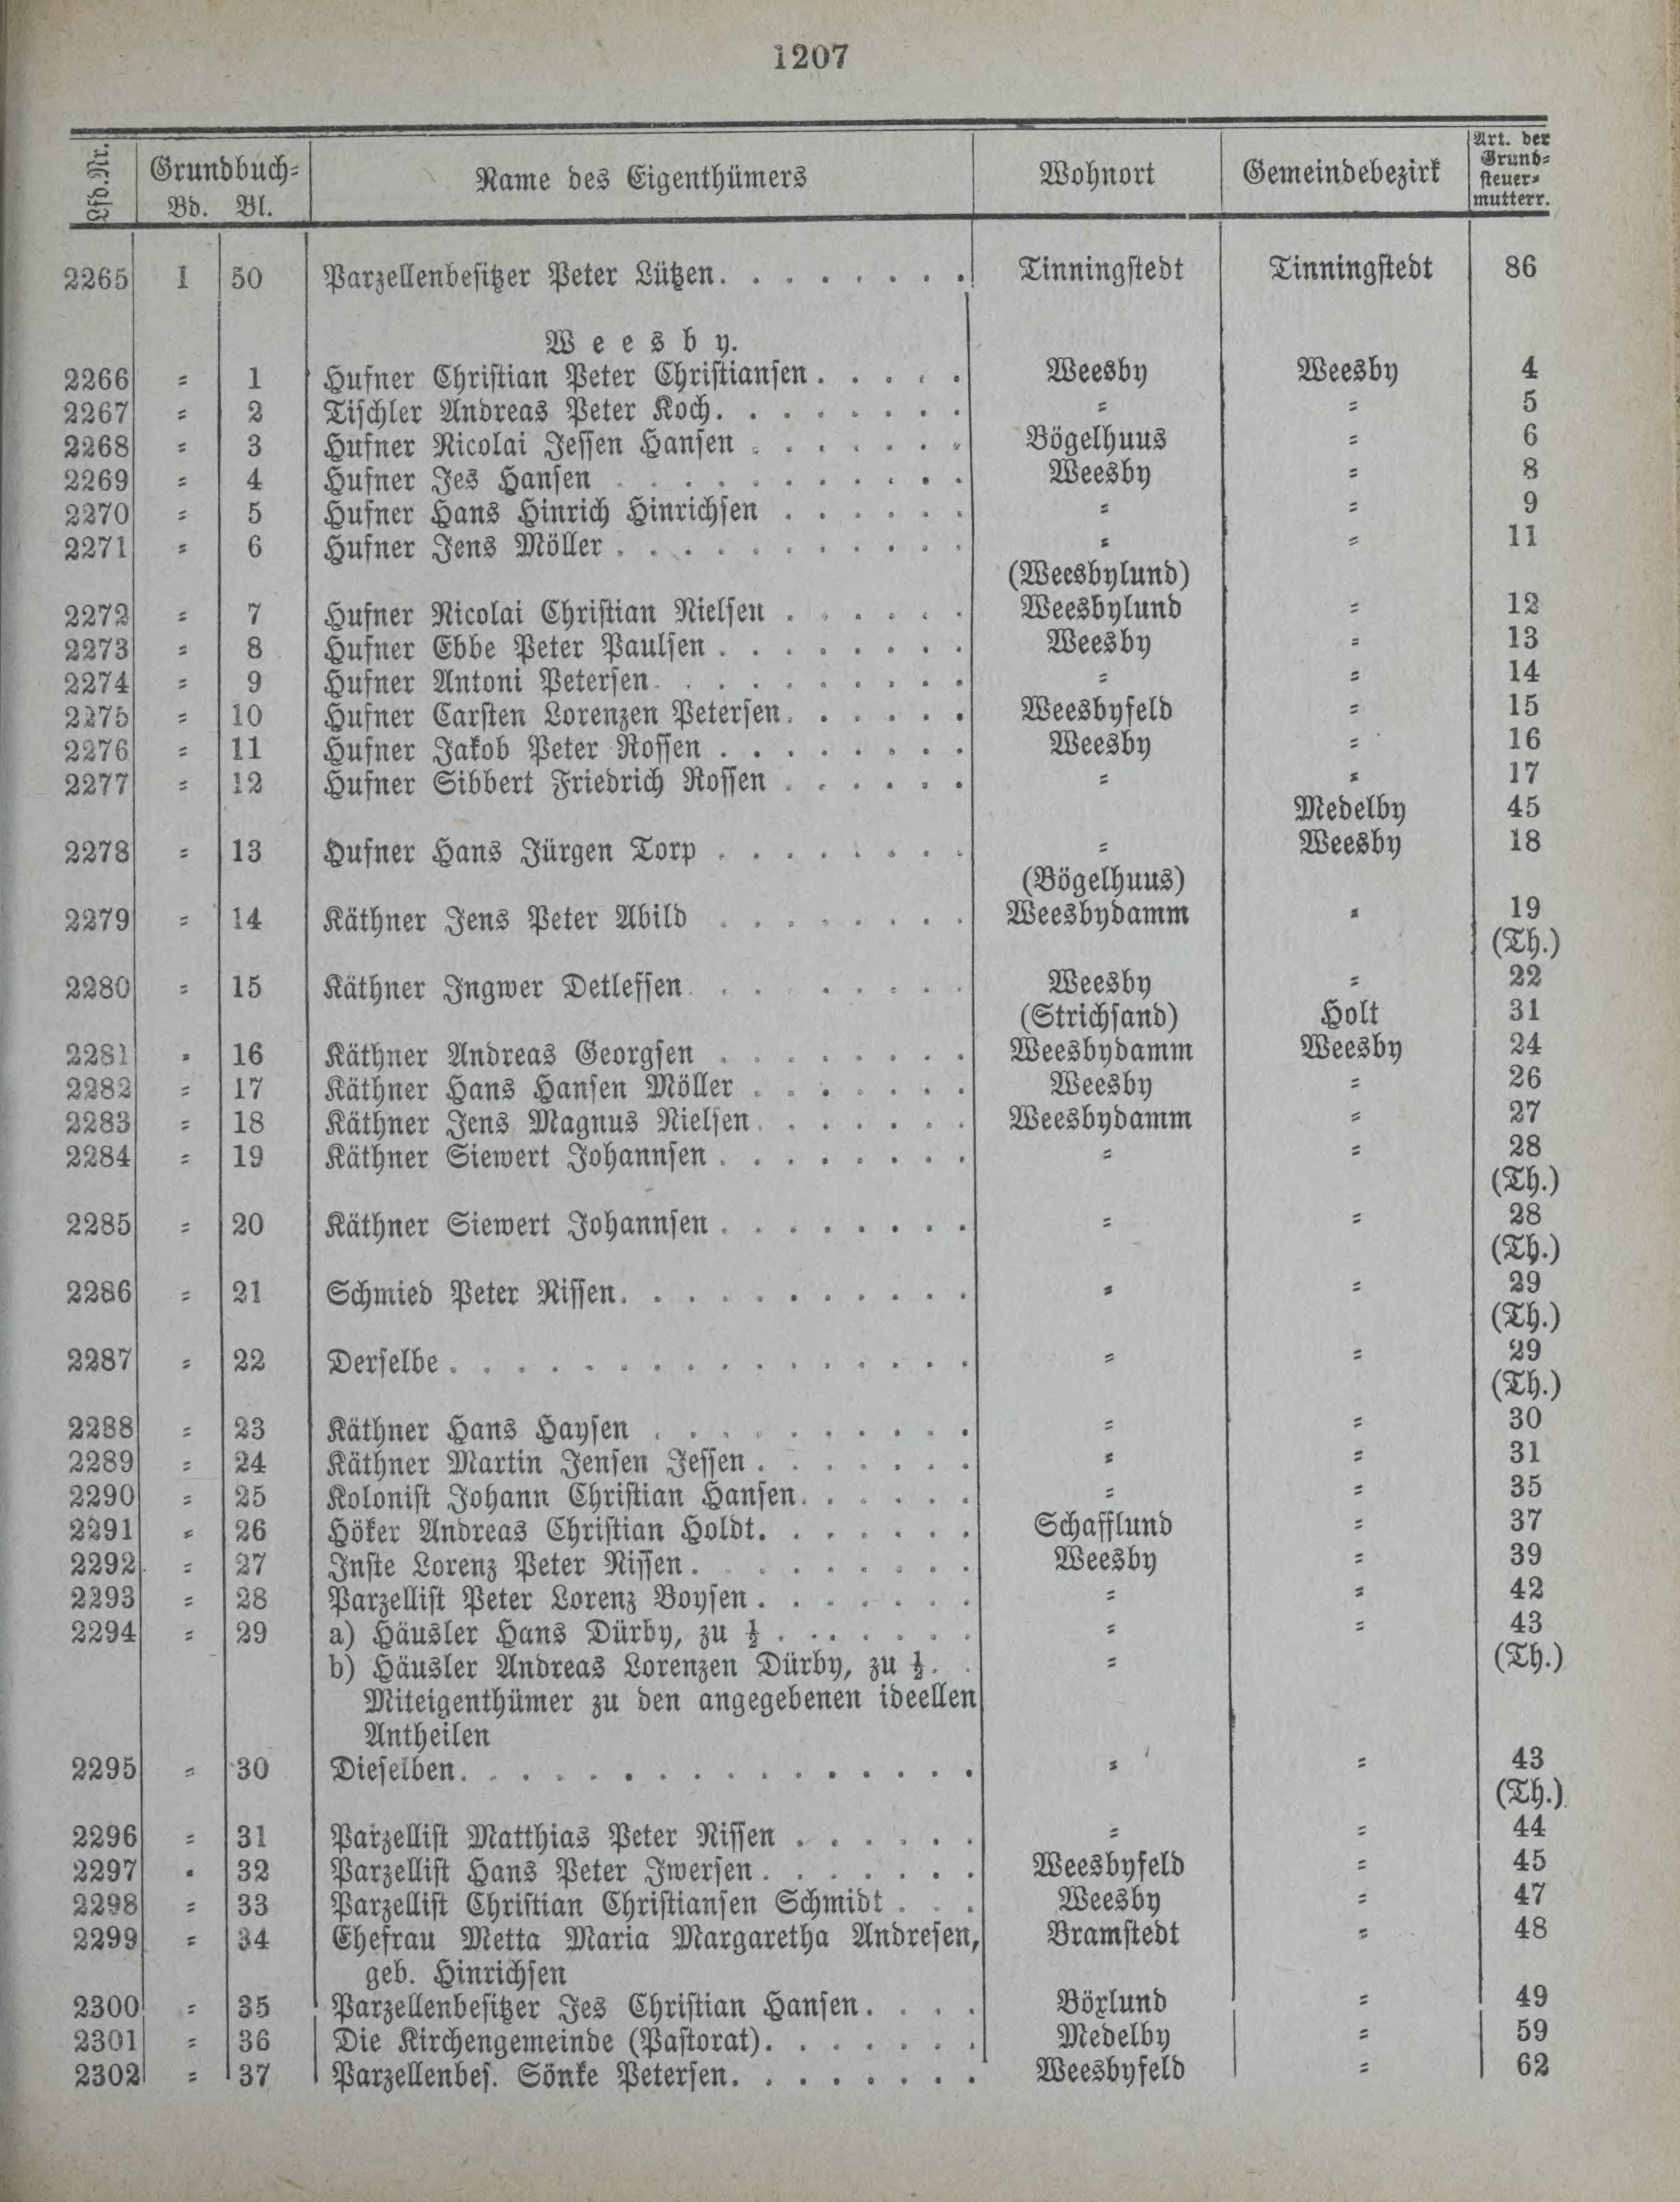 1207
Lfd. Nr. Grundbuch= Bd. Bl. Name des Eigenthümers Wohnort Gemeindebezirk Art. der Grund= steuer= mutterr.
2265 I 50 Parzellenbesitzer Peter Lützen. . . . . . . . Tinningstedt Tinningstedt 86
Weesby.
2266 = 1 Hufner Christian Peter Christiansen . . . . . Weesby Weesby 4
2267 = 2 Tischler Andreas Peter Koch. . . . . . . . = = 5
2268 = 3 Hufner Nicolai Jessen Hansen . . . . . . . Bögelhuus = 6
2269 = 4 Hufner Jes Hansen . . . . . . . . . . . Weesby = 8
2270 = 5 Hufner Hans Hinrich Hinrichsen . . . . . . = = 9
2271 = 6 Hufner Jens Möller . . . . . . . . . . . = = 11
(Weesbylund)
2272 = 7 Hufner Nicolai Christian Nielsen . . . . . . Weesbylund = 12
2273 = 8 Hufner Ebbe Peter Paulsen . . . . . . . . Weesby = 13
2274 = 9 Hufner Antoni Petersen. . . . . . . . . . = = 14
2275 = 10 Hufner Carsten Lorenzen Petersen. . . . . . Weesbyfeld = 15
2276 = 11 Hufner Jakob Peter Rossen . . . . . . . . Weesby = 16
2277 = 12 Hufner Sibbert Friedrich Rossen . . . . . . = = 17
Medelby 45
2278 = 13 Hufner Hans Jürgen Torp . . . . . . . . = Weesby 18
(Bögelhuus)
2279 = 14 Käthner Jens Peter Abild . . . . . . . . Weesbydamm = 19
(Th.)
2280 = 15 Käthner Ingwer Detleffen . . . . . . . . Weesby = 22
(Strichsand) Holt 31
2281 = 16 Käthner Andreas Georgsen . . . . . . . . Weesbydamm Weesby 24
2282 = 17 Käthner Hans Hansen Möller . . . . . . . Weesby = 26
2283 = 18 Käthner Jens Magnus Nielsen. . . . . . . Weesbydamm = 27
2284 = 19 Käthner Siewert Johannsen . . . . . . . . = = 28
(Th.)
2285 = 20 Käthner Siewert Johannsen . . . . . . . . = = 28
(Th.)
2286 = 21 Schmied Peter Nissen. . . . . . . . . . . = = 29
(Th.)
2287 = 22 Derselbe . . . . . . . . . . . . . . . . = = 29
(Th.)
2288 = 23 Käthner Hans Haysen . . . . . . . . . . = = 30
2289 = 24 Käthner Martin Jensen Jessen . . . . . . . = = 31
2290 = 25 Kolonist Johann Christian Hansen. . . . . . = = 35
2291 = 26 Höker Andreas Christian Holdt. . . . . . . Schafflund = 37
2292 = 27 Inste Lorenz Peter Nissen . . . . . . . . . Weesby = 39
2293 = 28 Parzellist Peter Lorenz Boysen . . . . . . . = = 42
2294 = 29 a) Häusler Hans Dürby, zu ½ . . . . . . . = = 43
b) Häusler Andreas Lorenzen Dürby, zu ½. . = (Th.)
Miteigenthümer zu den angegebenen ideellen
Antheilen
2295 = 30 Dieselben. . . . . . . . . . . . . . . . = = 43
(Th.)
2296 = 31 Parzellist Matthias Peter Nissen . . . . . . = = 44
2297 = 32 Parzellist Hans Peter Iwersen . . . . . . . Weesbyfeld = 45
2298 = 33 Parzellist Christian Christiansen Schmidt . . . Weesby = 47
2299 = 34 Ehefrau Metta Maria Margaretha Andresen, Bramstedt = 48
geb. Hinrichsen
2300 = 35 Parzellenbesitzer Jes Christian Hansen. . . . Böxlund = 49
2301 = 36 Die Kirchengemeinde (Pastorat). . . . . . . Medelby = 59
2302 = 37 Parzellenbes. Sönke Petersen. . . . . . . . Weesbyfeld = 62